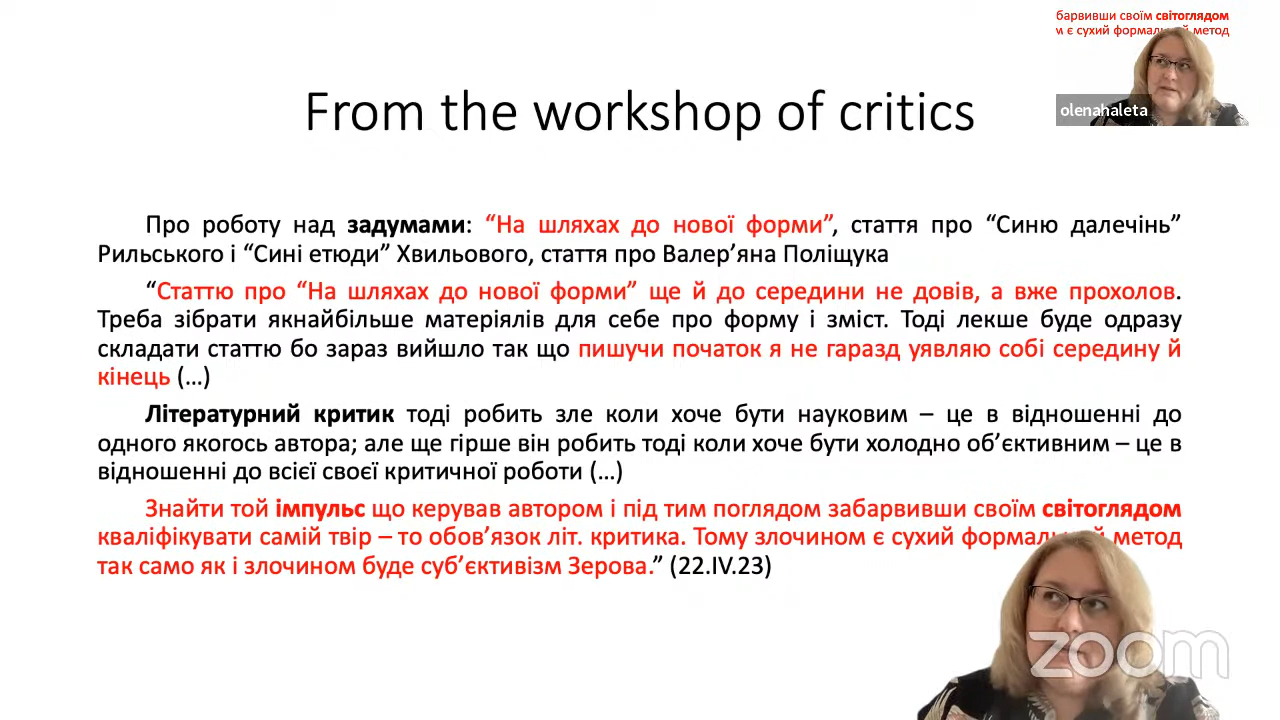 барвивши своїм світоглядом
м є сухий формальний метод
olenahaleta
From the workshop of critics
Про роботу над задумами: “На шляхах до нової форми”, стаття про “Синю далечінь”
Рильського і “Сині етюди” Хвильового, стаття про Валер’яна Поліщука
“Статтю про “На шляхах до нової форми” ще й до середини не довів, а вже прохолов.
Треба зібрати якнайбільше матеріялів для себе про форму і зміст. Тоді лекше буде одразу
складати статтю бо зараз вийшло так що пишучи початок я не гаразд уявляю собі середину й
кінець (…)
Літературний критик тоді робить зле коли хоче бути науковим – це в відношенні до
одного якогось автора; але ще гірше він робить тоді коли хоче бути холодно об’єктивним – це в
відношенні до всієї своєї критичної роботи (…)
Знайти той імпульс що керував автором і під тим поглядом забарвивши своїм світоглядом
кваліфікувати самій твір – то обов’язок літ. критика. Тому злочином є сухий формальний метод
так само як і злочином буде суб’єктивізм Зерова.” (22.IV.23)
zoom